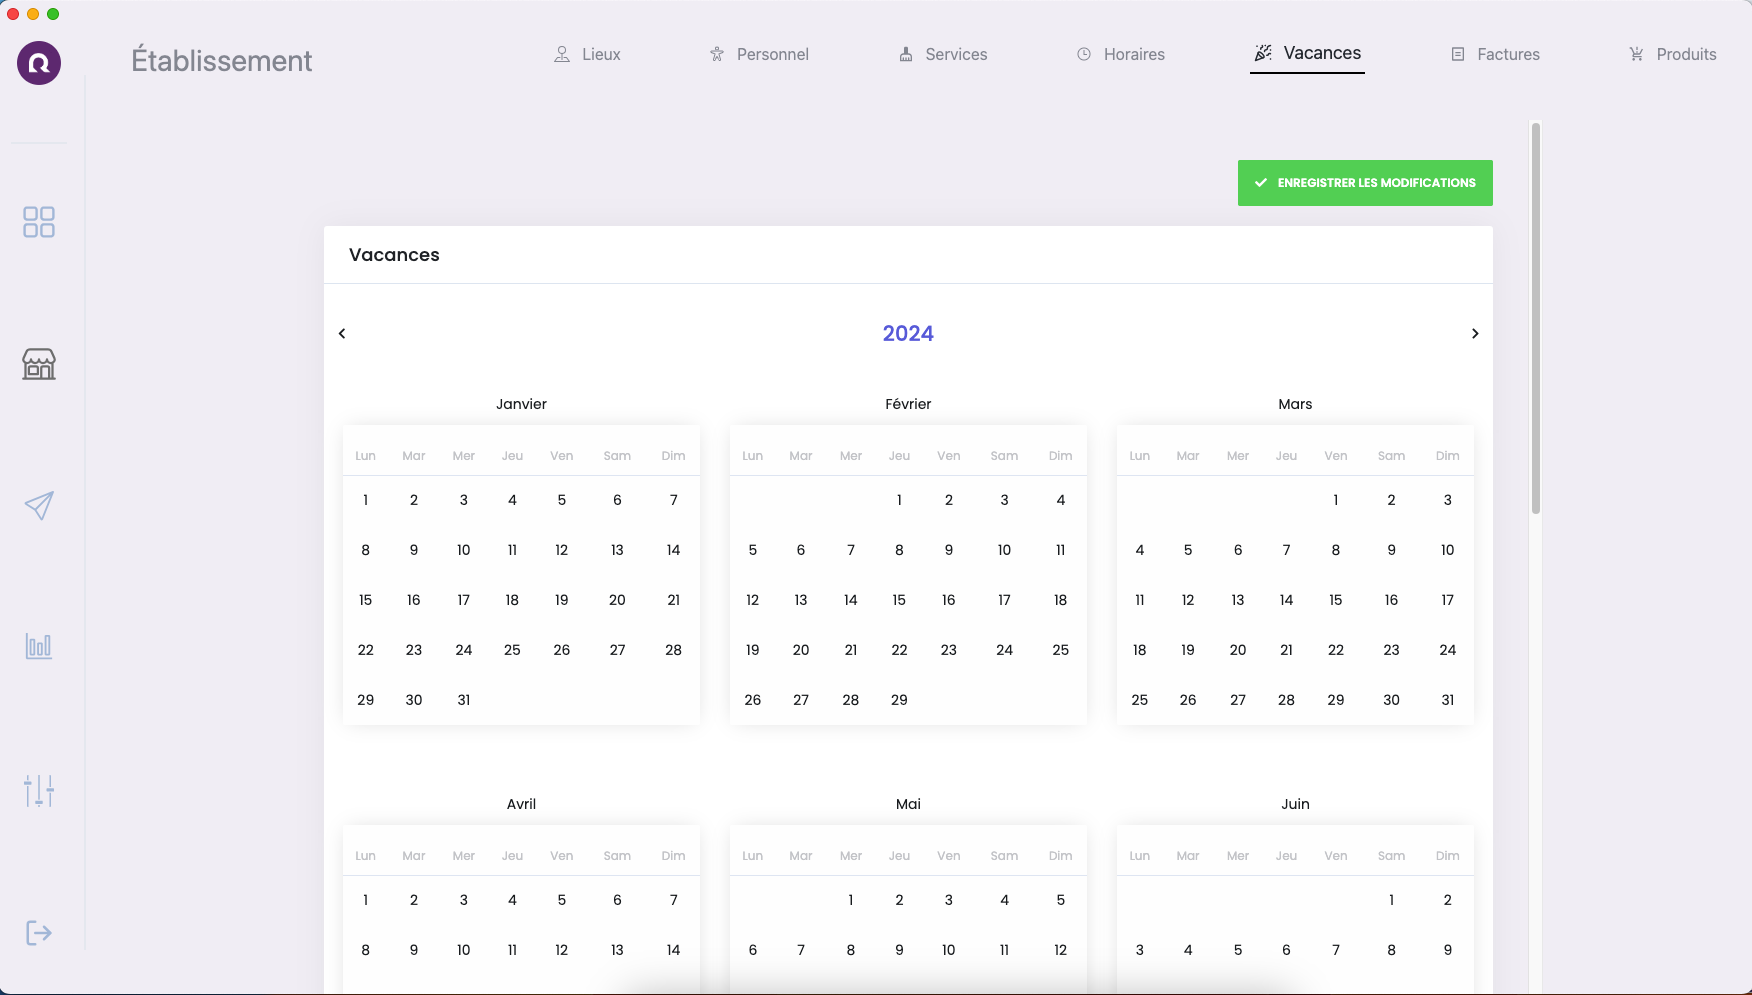 Établissement
Lieux Personnel Services Horaires Vacances Factures Produits
ENREGISTRER LES MODIFICATIONS
Vacances
2024
Janvier Février Mars
Lun Mar Mer Jeu Ven Sam Dim Lun Mar Mer Jeu Ven Sam Dim Lun Mar Mer Jeu Ven Sam Dim
1 2 3 4 5 6 7 1 2 3 4 1 2 3
8 9 10 11 12 13 14 5 6 7 8 9 10 11 4 5 6 7 8 9 10
15 16 17 18 19 20 21 12 13 14 15 16 17 18 11 12 13 14 15 16 17
22 23 24 25 26 27 28 19 20 21 22 23 24 25 18 19 20 21 22 23 24
29 30 31 26 27 28 29 25 26 27 28 29 30 31
Avril Mai Juin
Lun Mar Mer Jeu Ven Sam Dim Lun Mar Mer Jeu Ven Sam Dim Lun Mar Mer Jeu Ven Sam Dim
1 2 3 4 5 6 7 1 2 3 4 5 1 2
8 9 10 11 12 13 14 6 7 8 9 10 11 12 3 4 5 6 7 8 9